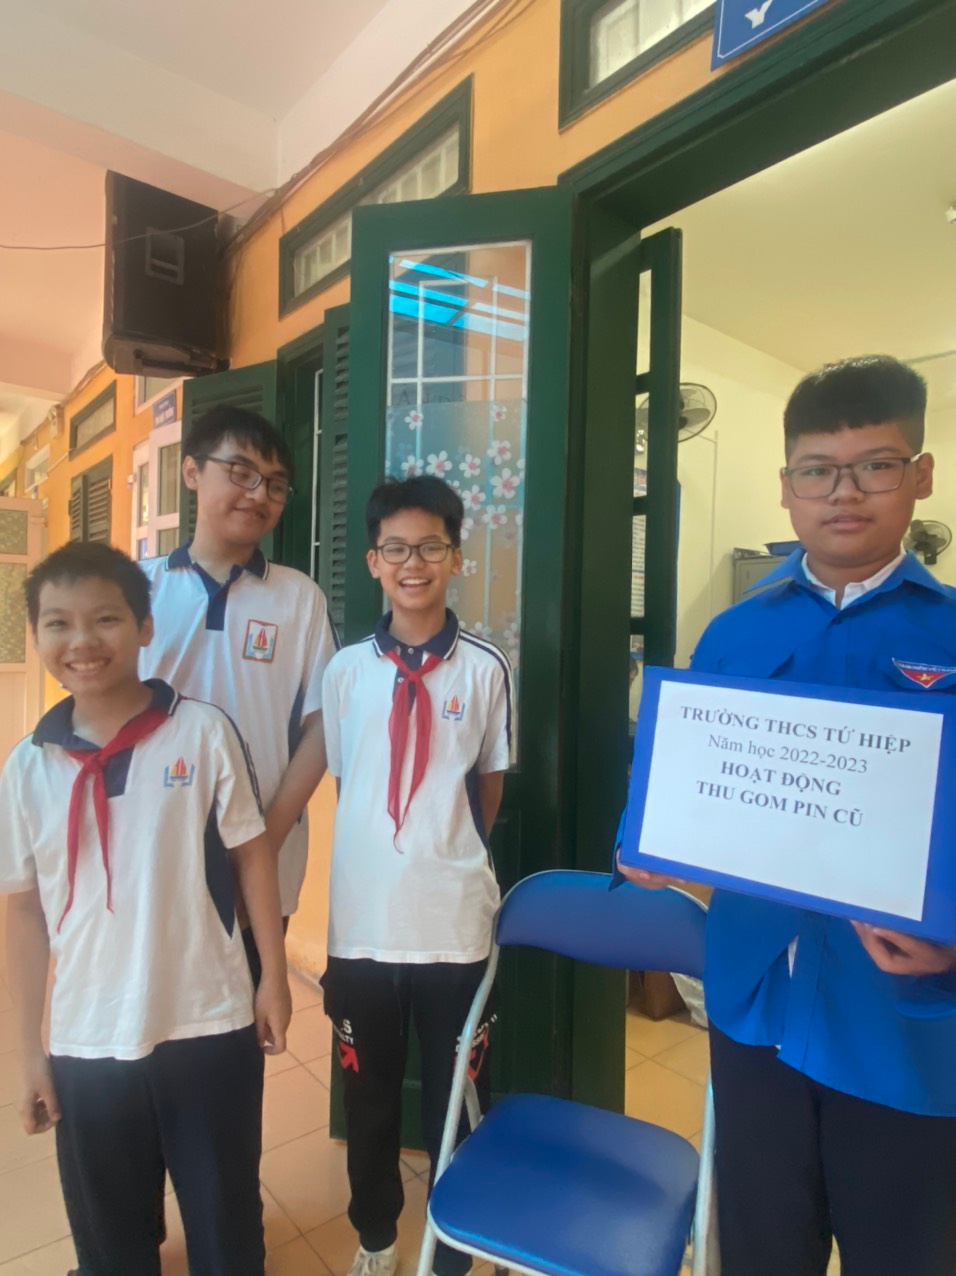 TRƯỜNG THCS TỨ HIỆP
Năm học 2022-2023
HOẠT ĐỘNG
THU GOM PIN CŨ